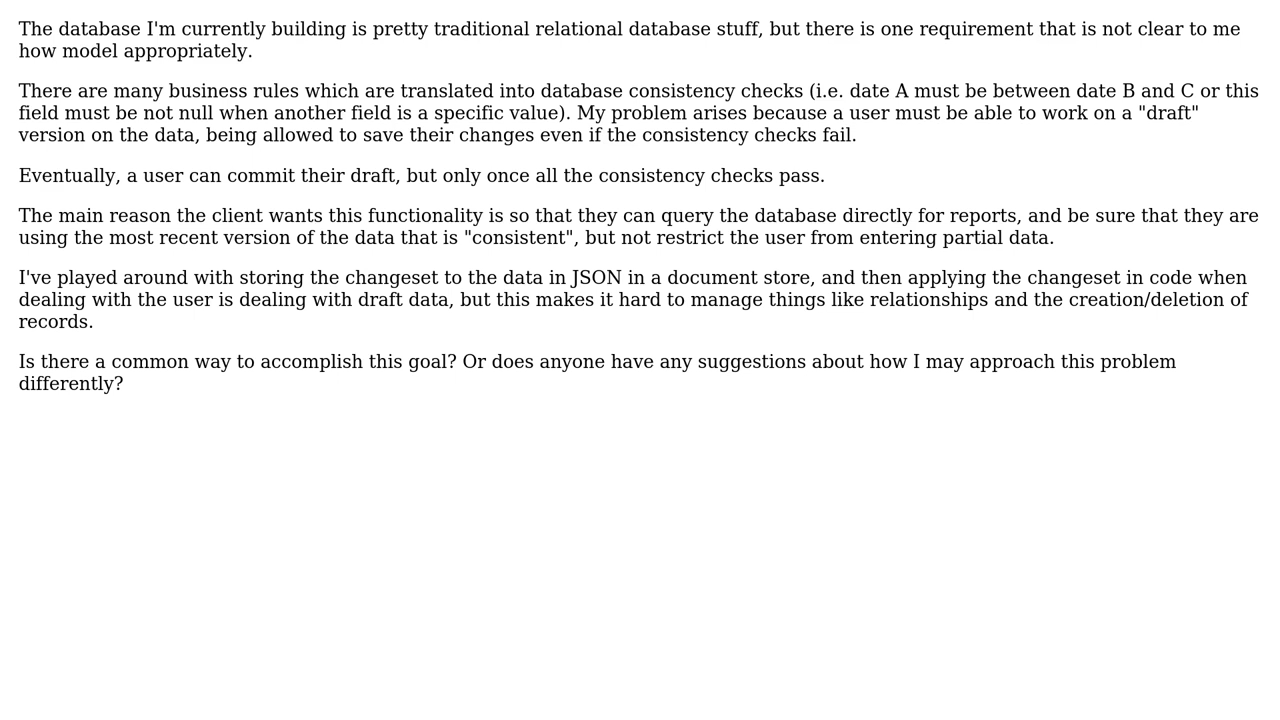 The database I'm currently building is pretty traditional relational database stuff, but there is one requirement that is not clear to me
how model appropriately.
There are many business rules which are translated into database consistency checks (i.e. date A must be between date B and C or this
field must be not null when another field is a specific value). My problem arises because a user must be able to work on a "draft"
version on the data, being allowed to save their changes even if the consistency checks fail.
Eventually, a user can commit their draft, but only once all the consistency checks pass.
The main reason the client wants this functionality is so that they can query the database directly for reports, and be sure that they are
using the most recent version of the data that is "consistent", but not restrict the user from entering partial data.
I've played around with storing the changeset to the data in JSON in a document store, and then applying the changeset in code when
dealing with the user is dealing with draft data, but this makes it hard to manage things like relationships and the creation/deletion of
records.
Is there a common way to accomplish this goal? Or does anyone have any suggestions about how I may approach this problem
differently?